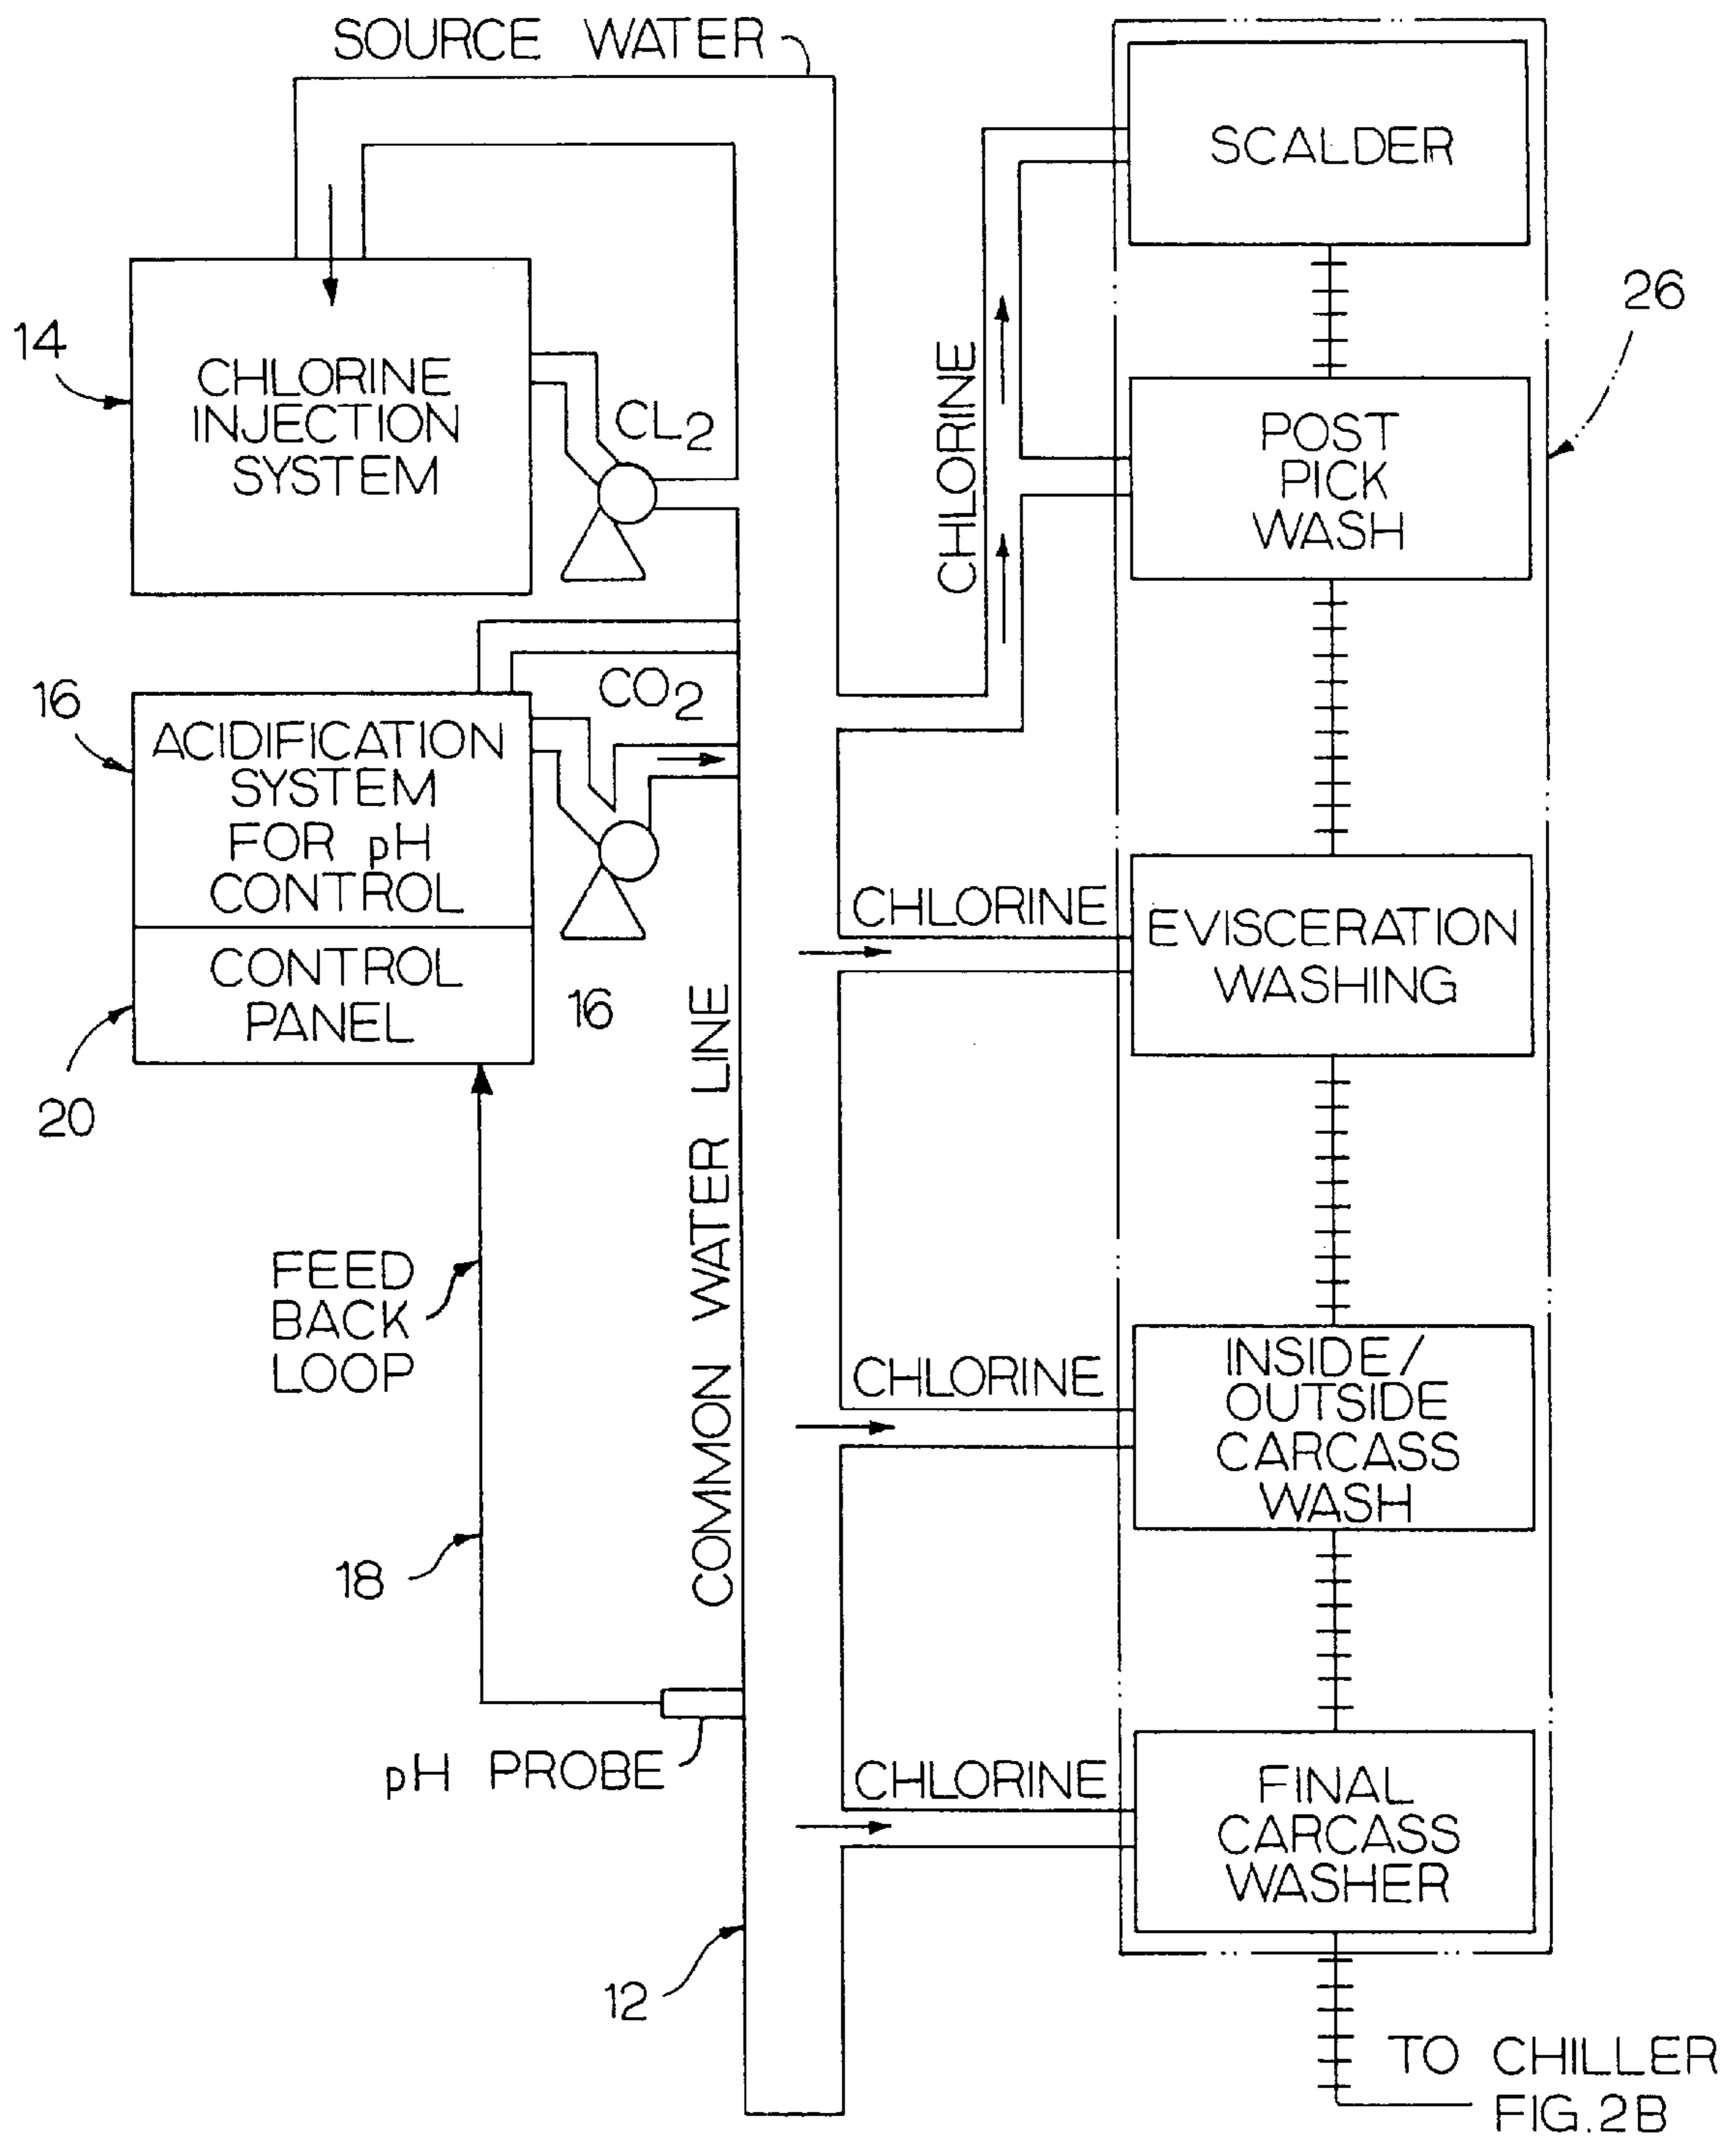 SOURCE WATER
SCALDER
26
14
CHLORINE
INJECTION
SYSTEM
CL2
CHLORINE
POST
PICK
WASH
16
CO2
ACIDIFICATION
SYSTEM
FOR pH
CONTROL
CONTROL
PANEL
20
16
CHLORINE
EVISCERATION
WASHING
COMMON WATER LINE
FEED
BACK
LOOP
18
CHLORINE
INSIDE/
OUTSIDE
CARCASS
WASH
pH PROBE
CHLORINE
FINAL
CARCASS
WASHER
12
TO CHILLER
FIG.2B